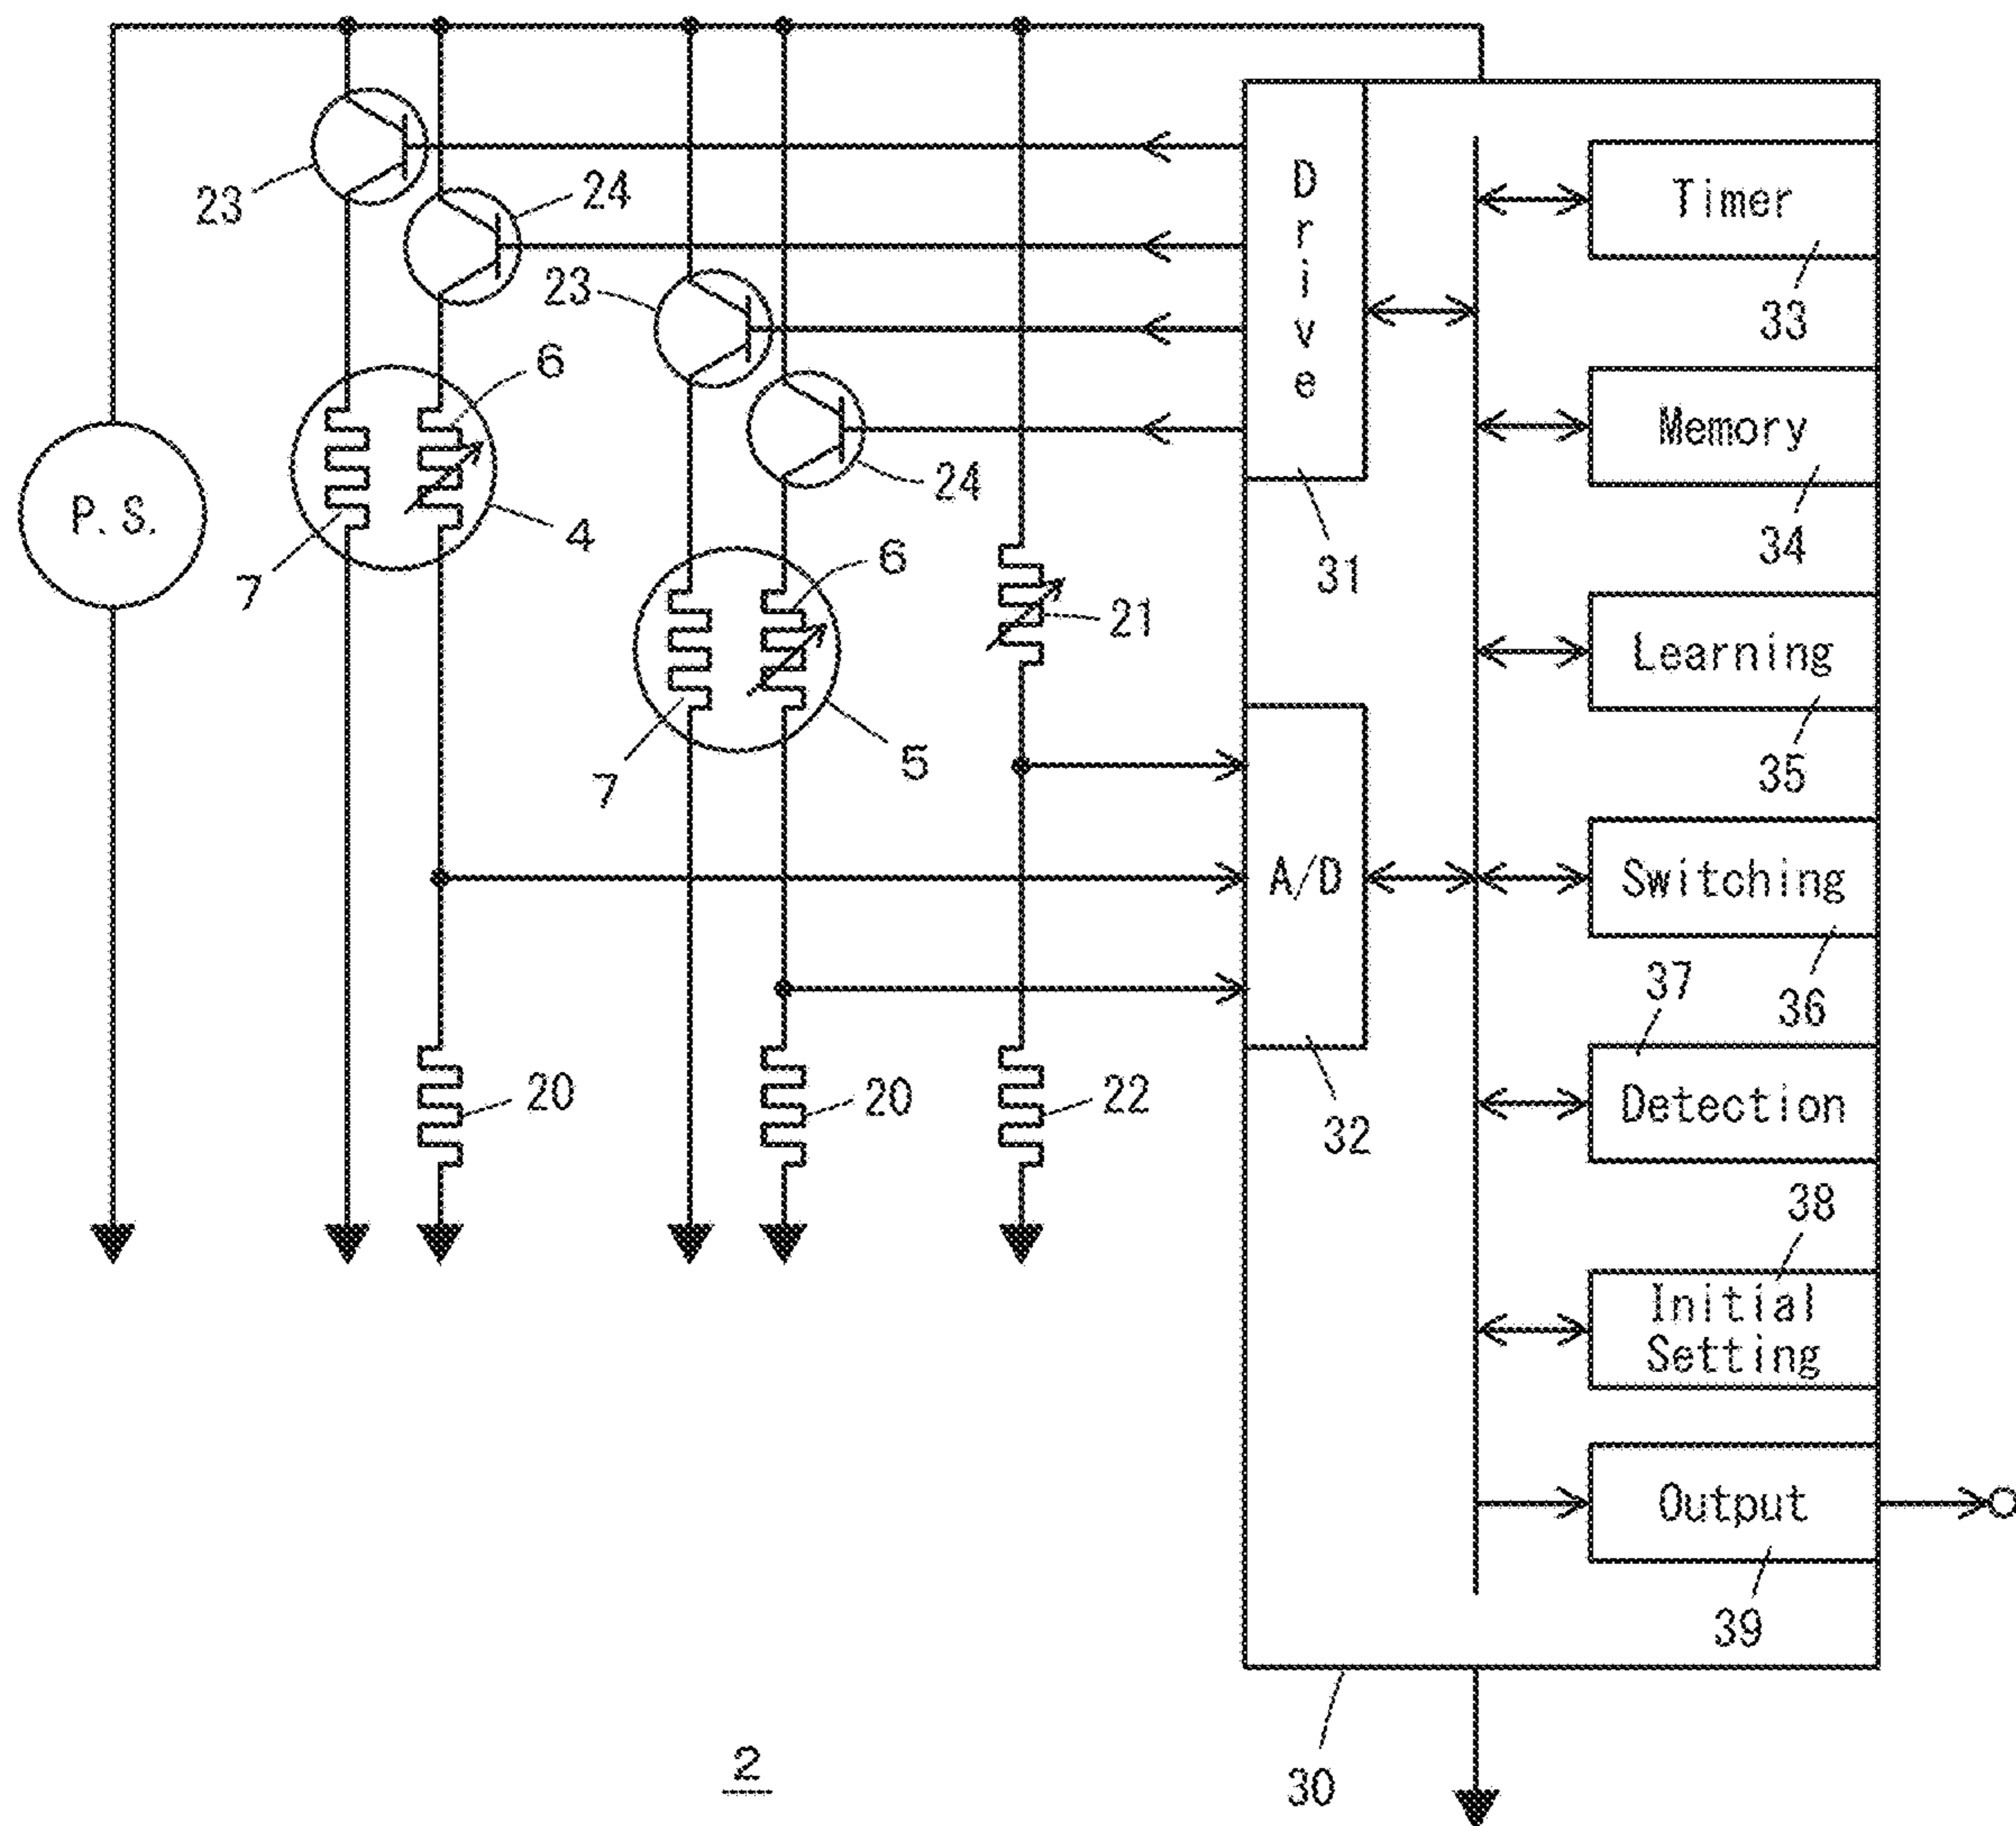 23
24
23
6
P.S.
7
4
24
6
7
5
21
20
20
22
Drive
31
A/D
32
Timer
33
Memory
34
Learning
35
Switching
36
37
Detection
38
Initial
Setting
Output
39
30
2